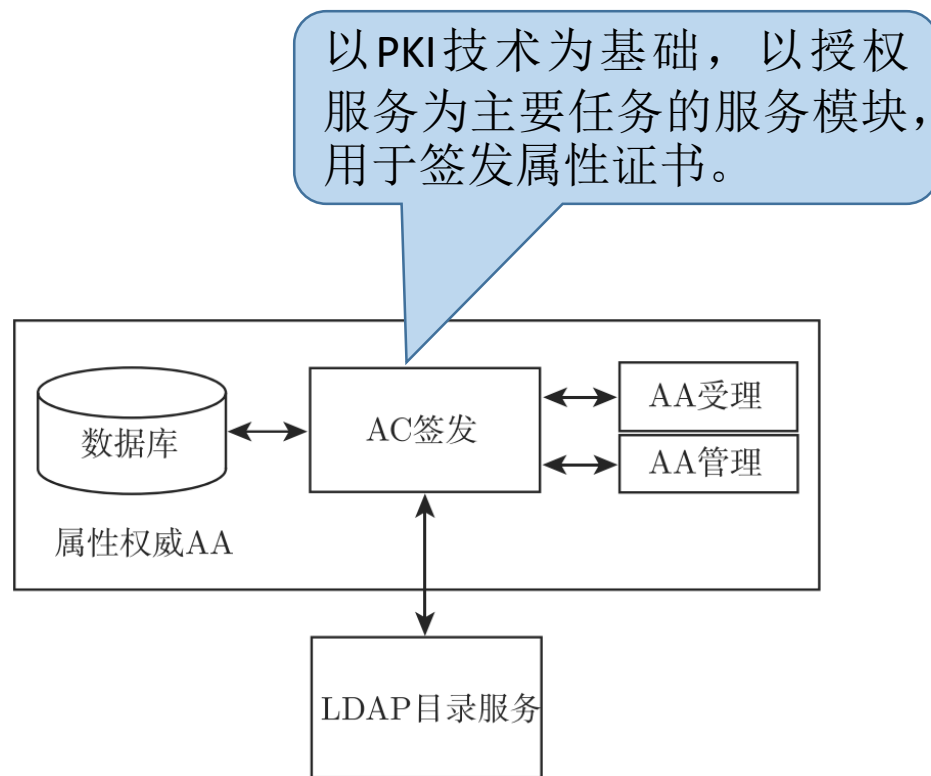 以PKI技术为基础，以授权
服务为主要任务的服务模块，
用于签发属性证书。
数据库
AC签发
AA受理
AA管理
属性权威AA
LDAP目录服务